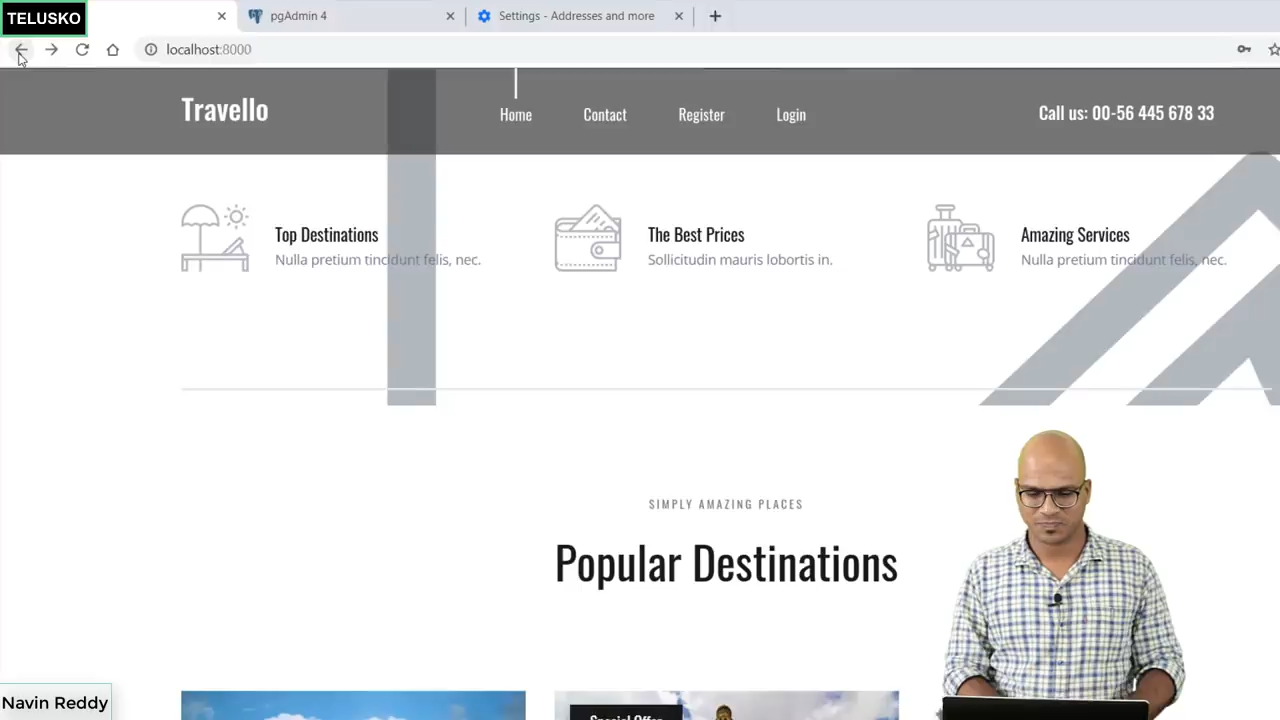 TELUSKO
pgAdmin 4
Settings - Addresses and more
localhost:8000
Travello
Home
Contact
Register
Login
Call us: 00-56 445 678 33
Top Destinations
Nulla pretium tincidunt felis, nec.
The Best Prices
Sollicitudin mauris lobortis in.
Amazing Services
Nulla pretium tincidunt felis, nec.
SIMPLY AMAZING PLACES
Popular Destinations
Special Offer
Navin Reddy